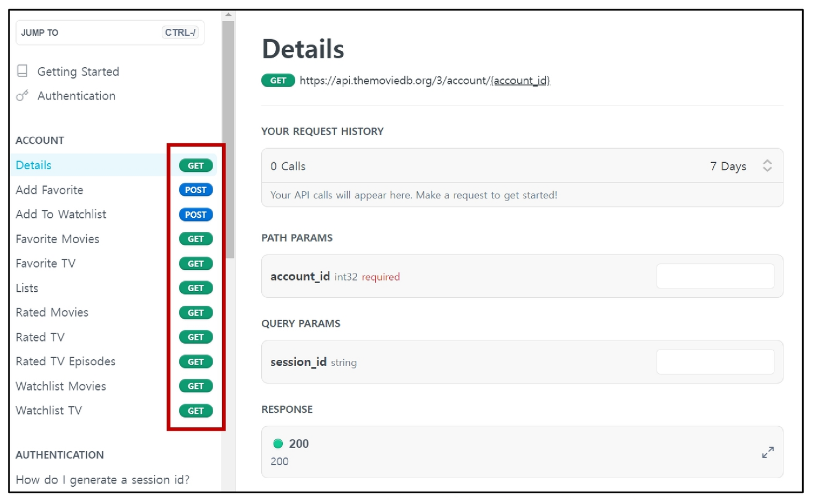 JUMP TO CTRL-/
Getting Started
Authentication
ACCOUNT
Details GET
Add Favorite POST
Add To Watchlist POST
Favorite Movies GET
Favorite TV GET
Lists GET
Rated Movies GET
Rated TV GET
Rated TV Episodes GET
Watchlist Movies GET
Watchlist TV GET
AUTHENTICATION
How do I generate a session id?
Details
GET https://api.themoviedb.org/3/account/{account_id}
YOUR REQUEST HISTORY
0 Calls 7 Days
Your API calls will appear here. Make a request to get started!
PATH PARAMS
account_id int32 required
QUERY PARAMS
session_id string
RESPONSE
200
200